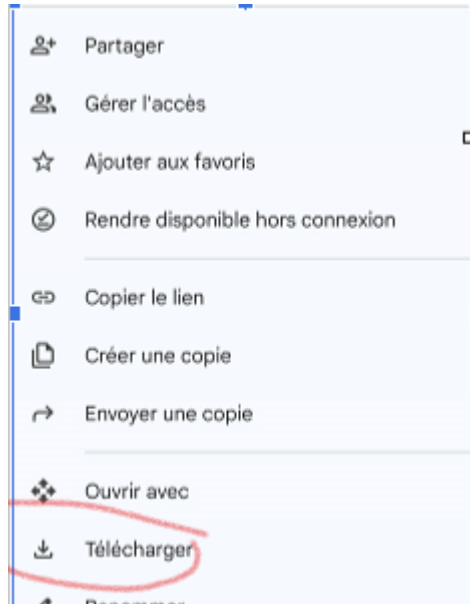 Partager
Gérer l'accès
Ajouter aux favoris
Rendre disponible hors connexion
Copier le lien
Créer une copie
Envoyer une copie
Ouvrir avec
Télécharger